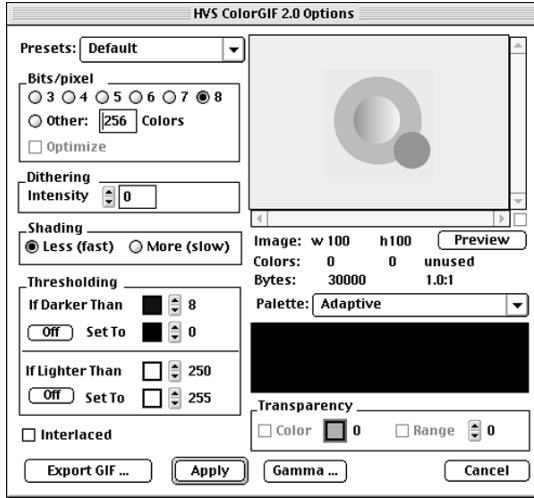 HVS ColorGIF 2.0 Options
Presets: Default
Bits/pixel
3 4 5 6 7 8
Other: 256 Colors
Optimize
Dithering
Intensity 0
Shading
Less (fast) More (slow)
Thresholding
If Darker Than 8
Off Set To 0
If Lighter Than 250
Off Set To 255
Interlaced
Image: w 100 h100 Preview
Colors: 0 0 unused
Bytes: 30000 1.0:1
Palette: Adaptive
Transparency
Color 0 Range 0
Export GIF ... Apply Gamma ... Cancel